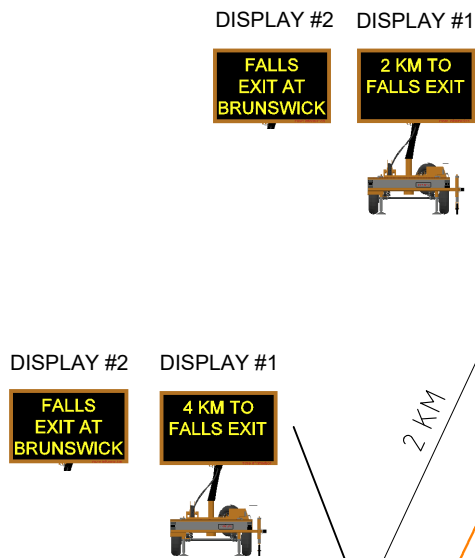 DISPLAY #2
DISPLAY #1
FALLS
EXIT AT
BRUNSWICK
2 KM TO
FALLS EXIT
DISPLAY #2
DISPLAY #1
FALLS
EXIT AT
BRUNSWICK
4 KM TO
FALLS EXIT
2 KM